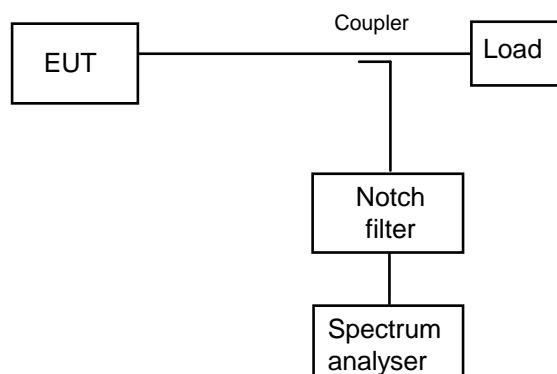 Coupler
EUT
Load
Notch
filter
Spectrum
analyser